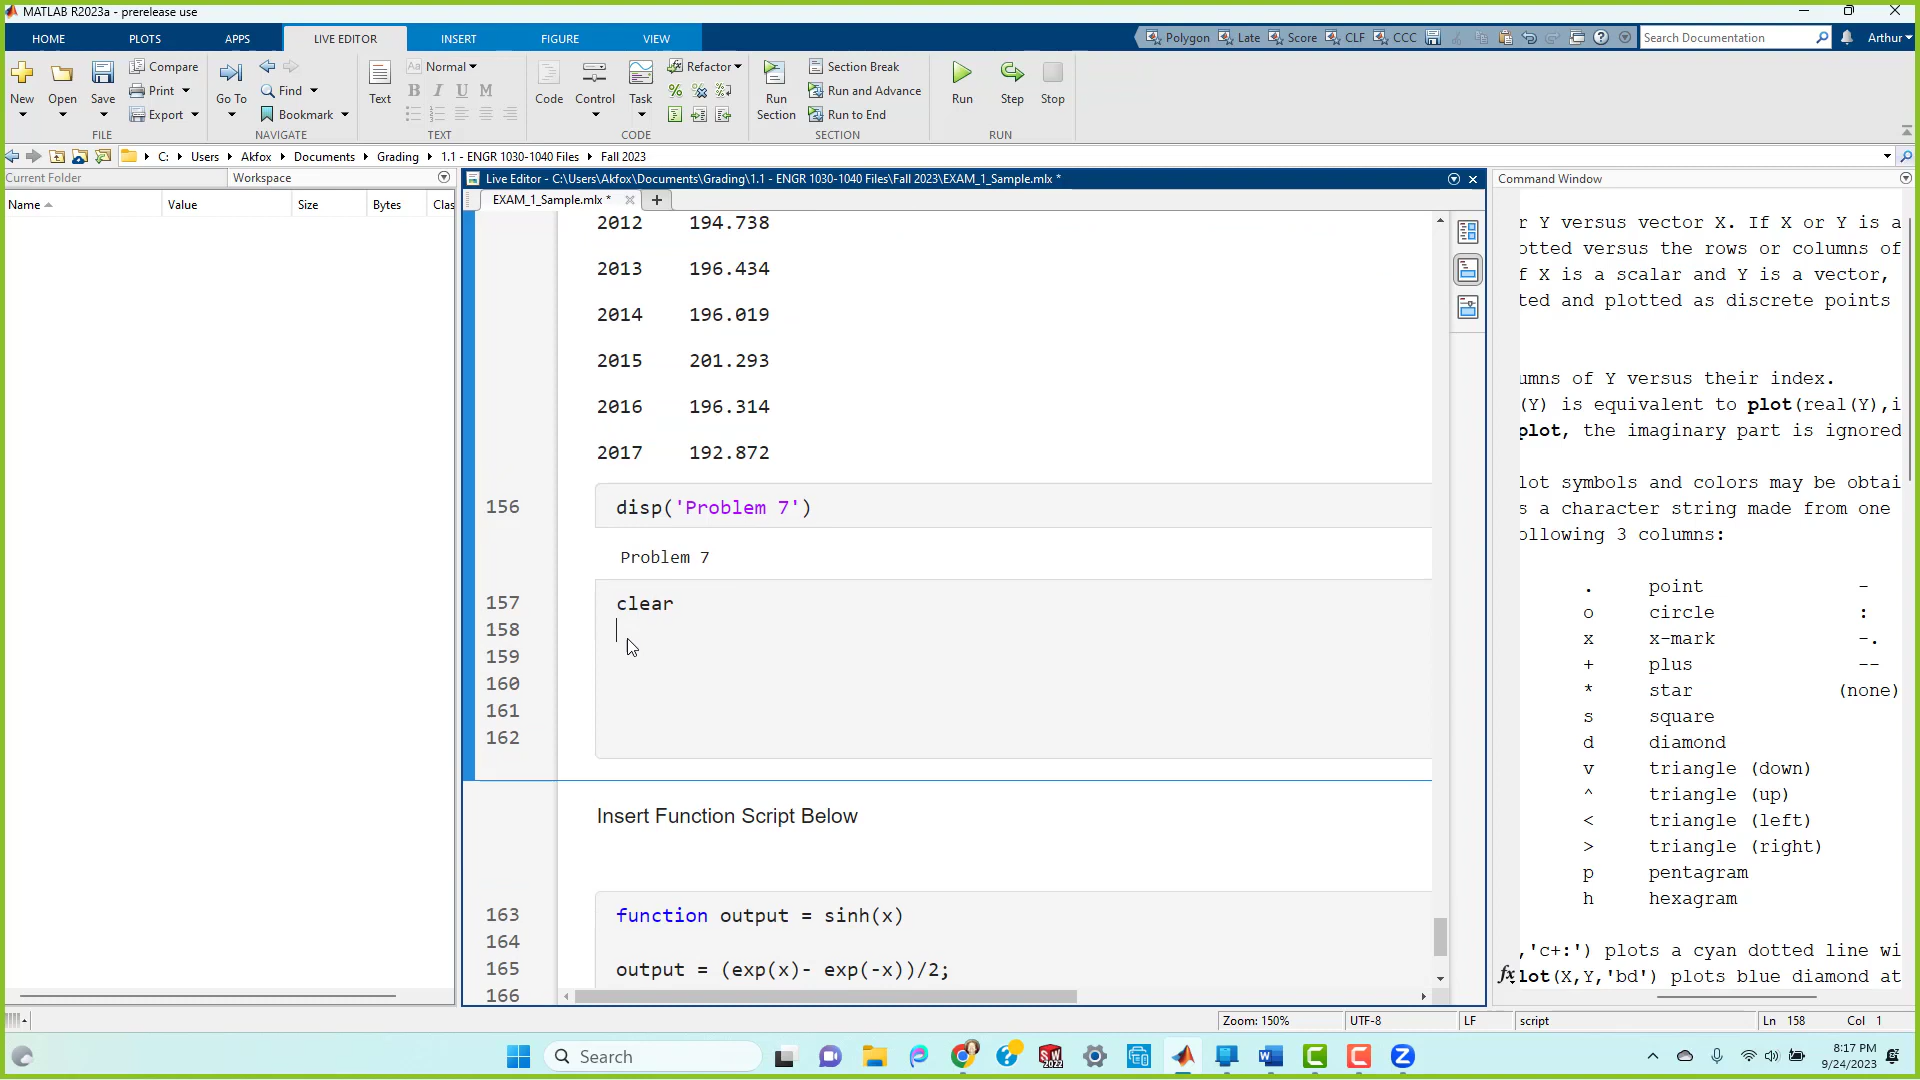 MATLAB R2023a - prerelease use
HOME PLOTS APPS LIVE EDITOR INSERT FIGURE VIEW
Polygon Late Score CLF CCC Search Documentation Arthur
New Open Save Compare Print Export
Go To Find Bookmark
Text Normal B I U M
Code Control Task Refactor
Run Section Section Break Run and Advance Run to End
Run Step Stop
FILE NAVIGATE TEXT CODE SECTION RUN
C: Users Akfox Documents Grading 1.1 - ENGR 1030-1040 Files Fall 2023
Current Folder Workspace
Name Value Size Bytes Clas
Live Editor - C:\Users\Akfox\Documents\Grading\1.1 - ENGR 1030-1040 Files\Fall 2023\EXAM_1_Sample.mlx *
EXAM_1_Sample.mlx *
2012 194.738
2013 196.434
2014 196.019
2015 201.293
2016 196.314
2017 192.872
156 disp('Problem 7')
Problem 7
157 clear
158
159
160
161
162
Insert Function Script Below
163 function output = sinh(x)
164
165 output = (exp(x)- exp(-x))/2;
166
Command Window
r Y versus vector X. If X or Y is a
otted versus the rows or columns of
f X is a scalar and Y is a vector,
ted and plotted as discrete points
umns of Y versus their index.
(Y) is equivalent to plot(real(Y),i
plot, the imaginary part is ignored
lot symbols and colors may be obtai
s a character string made from one
ollowing 3 columns:
. point -
o circle :
x x-mark -.
+ plus --
* star (none)
s square
d diamond
v triangle (down)
^ triangle (up)
< triangle (left)
> triangle (right)
p pentagram
h hexagram
,'c+:') plots a cyan dotted line wi
fx lot(X,Y,'bd') plots blue diamond at
Zoom: 150% UTF-8 LF script Ln 158 Col 1
Search
8:17 PM
9/24/2023